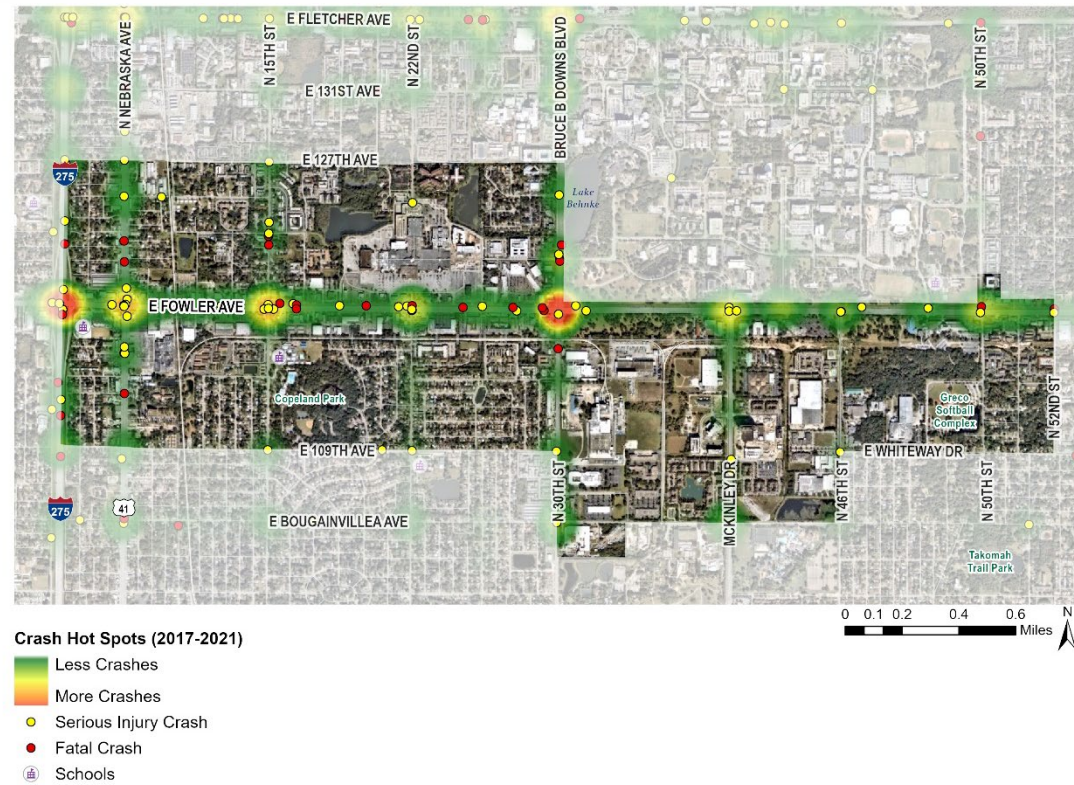 E FLETCHER AVE
N NEBRASKA AVE
N 15TH ST
N 22ND ST
BRUCE B DOWNS BLVD
N 50TH ST
E 131ST AVE
E 127TH AVE
275
Lake
Behnke
E FOWLER AVE
Copeland Park
Greco
Softball
Complex
N 52ND ST
E 109TH AVE
E WHITEWAY DR
N 30TH ST
MCKINLEY DR
N 46TH ST
N 50TH ST
275
41
E BOUGAINVILLEA AVE
Takomah
Trail Park
0 0.1 0.2 0.4 0.6
Miles
N
Crash Hot Spots (2017-2021)
Less Crashes
More Crashes
Serious Injury Crash
Fatal Crash
Schools